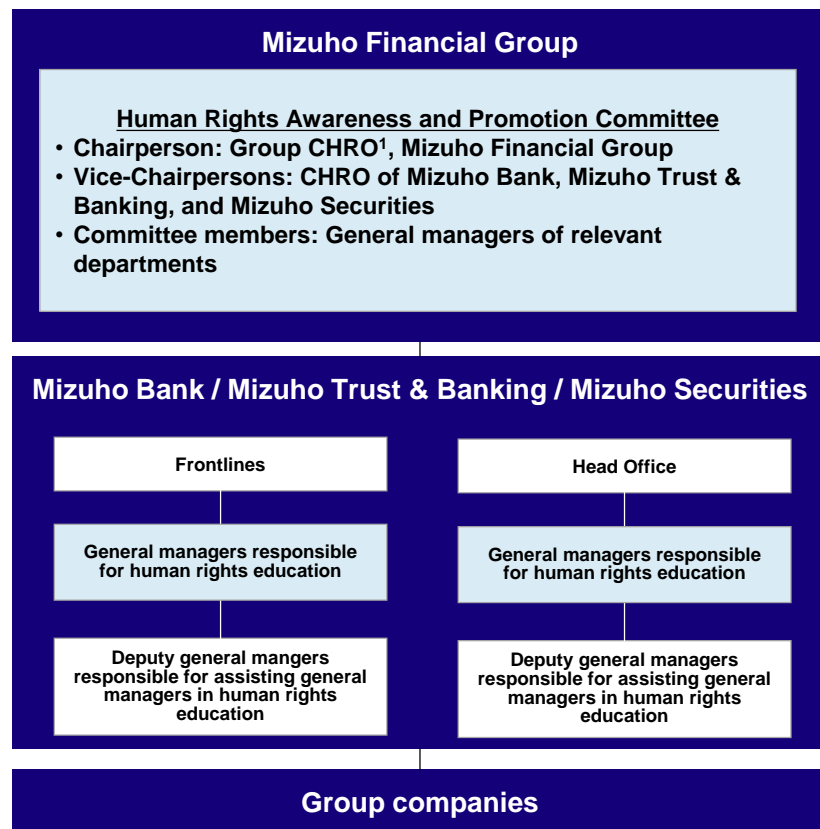 Mizuho Financial Group
Human Rights Awareness and Promotion Committee
• Chairperson: Group CHRO¹, Mizuho Financial Group
• Vice-Chairpersons: CHRO of Mizuho Bank, Mizuho Trust &
Banking, and Mizuho Securities
• Committee members: General managers of relevant
departments
Mizuho Bank / Mizuho Trust & Banking / Mizuho Securities
Frontlines
General managers responsible
for human rights education
Deputy general mangers
responsible for assisting general
managers in human rights
education
Head Office
General managers responsible
for human rights education
Deputy general managers
responsible for assisting general
managers in human rights
education
Group companies